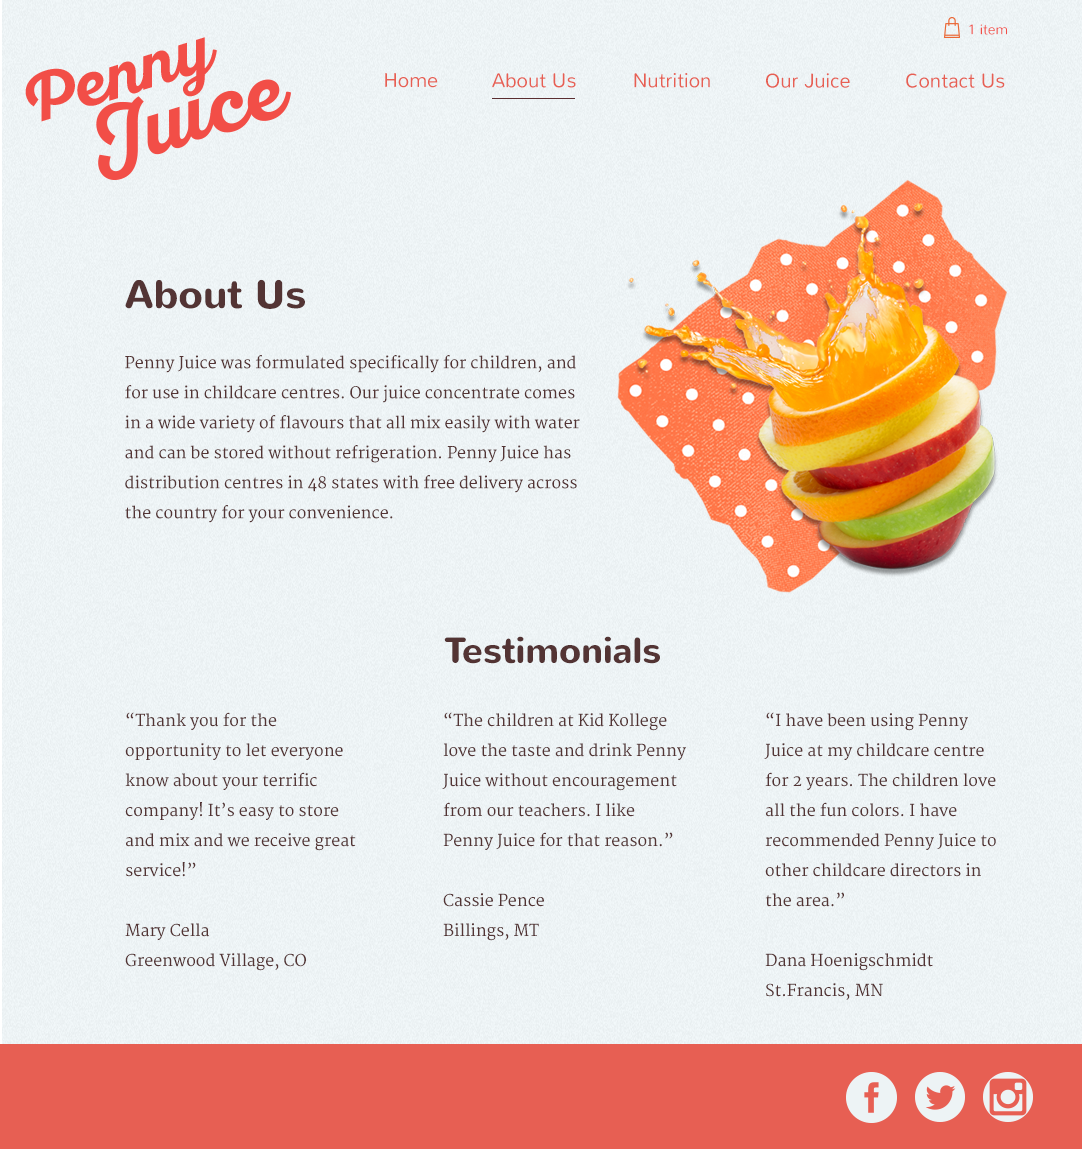 1 item
Penny
Juice
Home
About Us
Nutrition
Our Juice
Contact Us
About Us
Penny Juice was formulated specifically for children, and
for use in childcare centres. Our juice concentrate comes
in a wide variety of flavours that all mix easily with water
and can be stored without refrigeration. Penny Juice has
distribution centres in 48 states with free delivery across
the country for your convenience.
Testimonials
“Thank you for the
opportunity to let everyone
know about your terrific
company! It’s easy to store
and mix and we receive great
service!”
Mary Cella
Greenwood Village, CO
“The children at Kid Kollege
love the taste and drink Penny
Juice without encouragement
from our teachers. I like
Penny Juice for that reason.”
Cassie Pence
Billings, MT
“I have been using Penny
Juice at my childcare centre
for 2 years. The children love
all the fun colors. I have
recommended Penny Juice to
other childcare directors in
the area.”
Dana Hoenigschmidt
St.Francis, MN